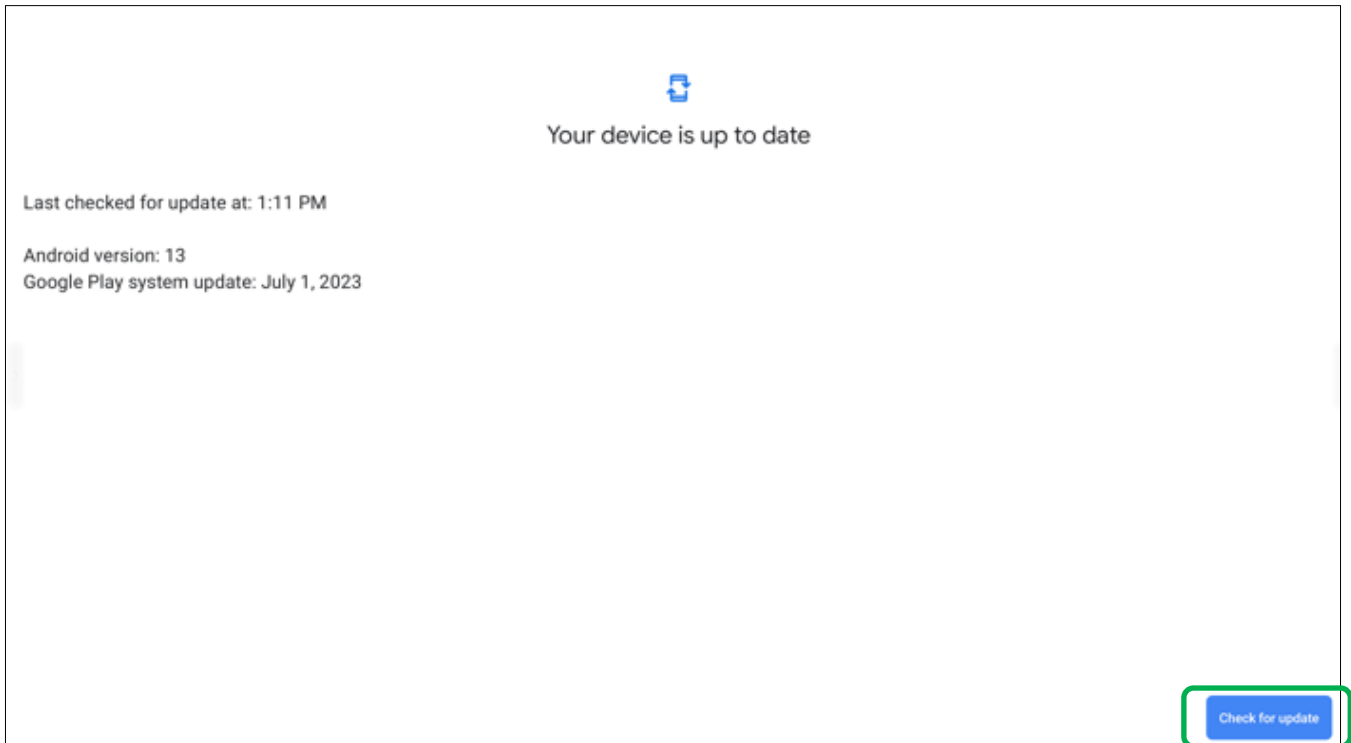 Your device is up to date
Last checked for update at: 1:11 PM
Android version: 13
Google Play system update: July 1, 2023
Check for update